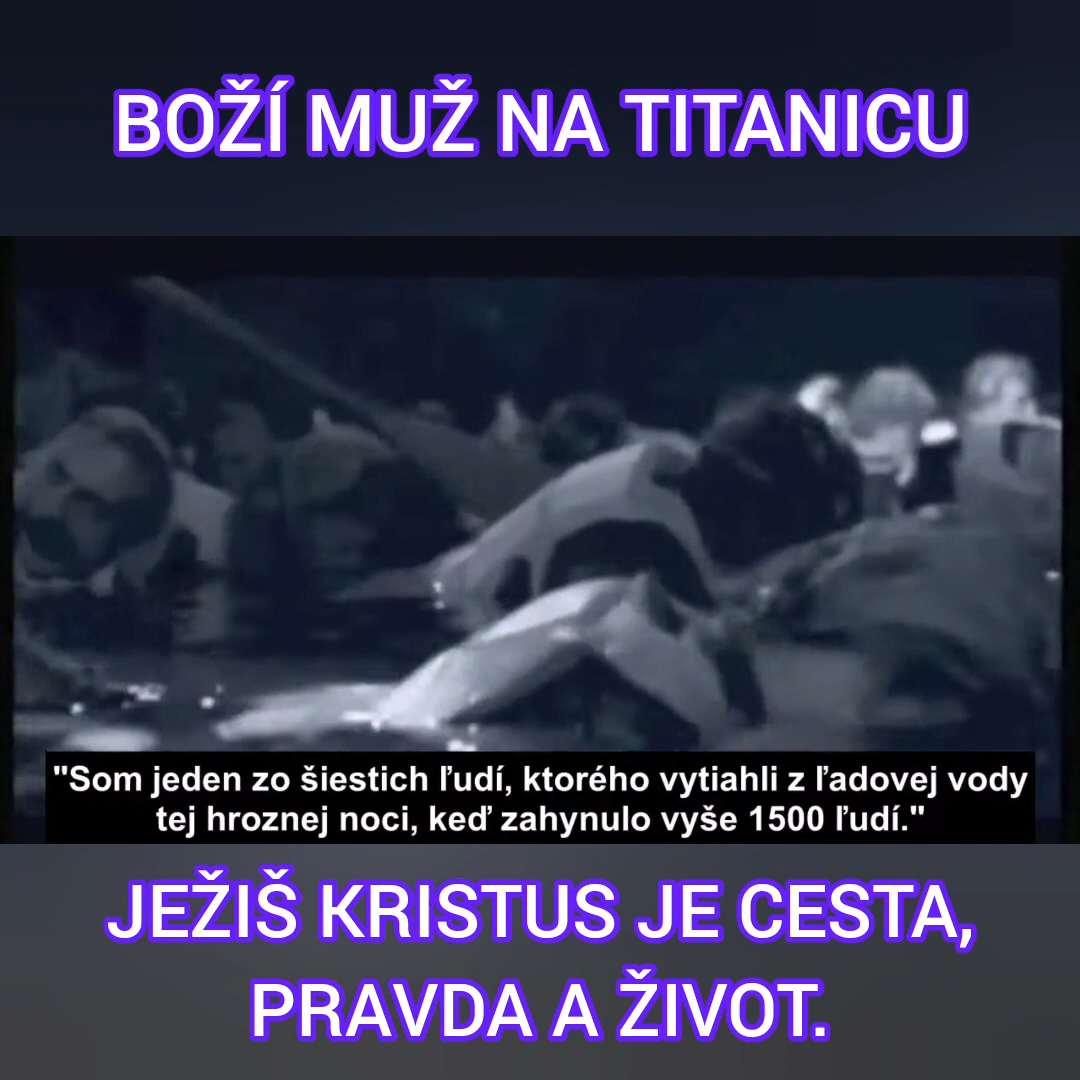 BOŽÍ MUŽ NA TITANICU
"Som jeden zo šiestich ľudí, ktorého vytiahli z ľadovej vody
tej hroznej noci, keď zahynulo vyše 1500 ľudí."
JEŽIŠ KRISTUS JE CESTA,
PRAVDA A ŽIVOT.